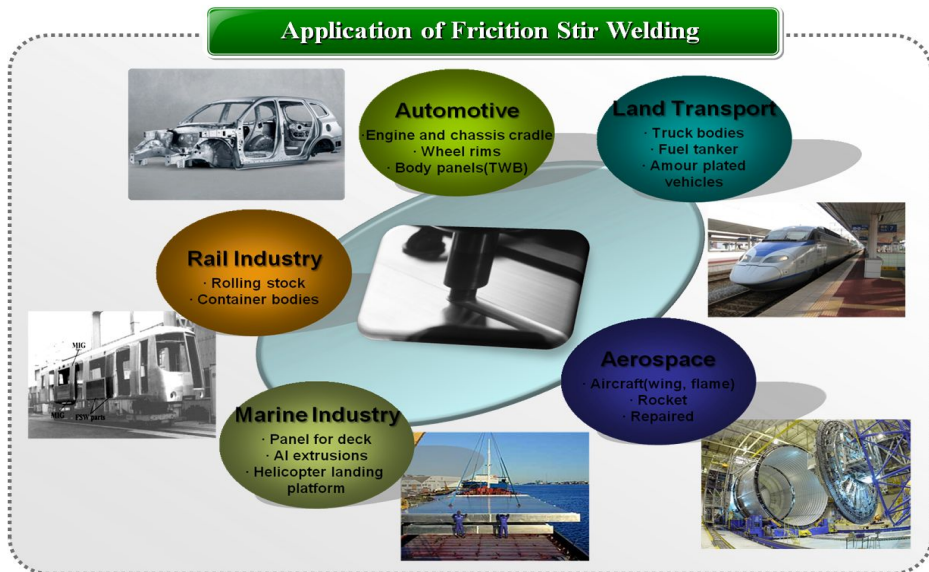 Application of Fricition Stir Welding
Automotive
·Engine and chassis cradle
· Wheel rims
· Body panels(TWB)
Land Transport
· Truck bodies
· Fuel tanker
· Amour plated
vehicles
Rail Industry
· Rolling stock
· Container bodies
MIG
MIG
FSW parts
Aerospace
· Aircraft(wing, flame)
· Rocket
· Repaired
Marine Industry
· Panel for deck
· AI extrusions
· Helicopter landing
platform